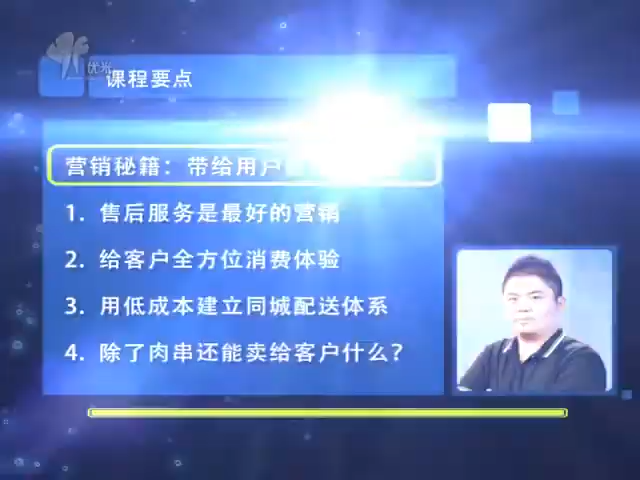 优米
课程要点
营销秘籍：带给用户
1. 售后服务是最好的营销
2. 给客户全方位消费体验
3. 用低成本建立同城配送体系
4. 除了肉串还能卖给客户什么？